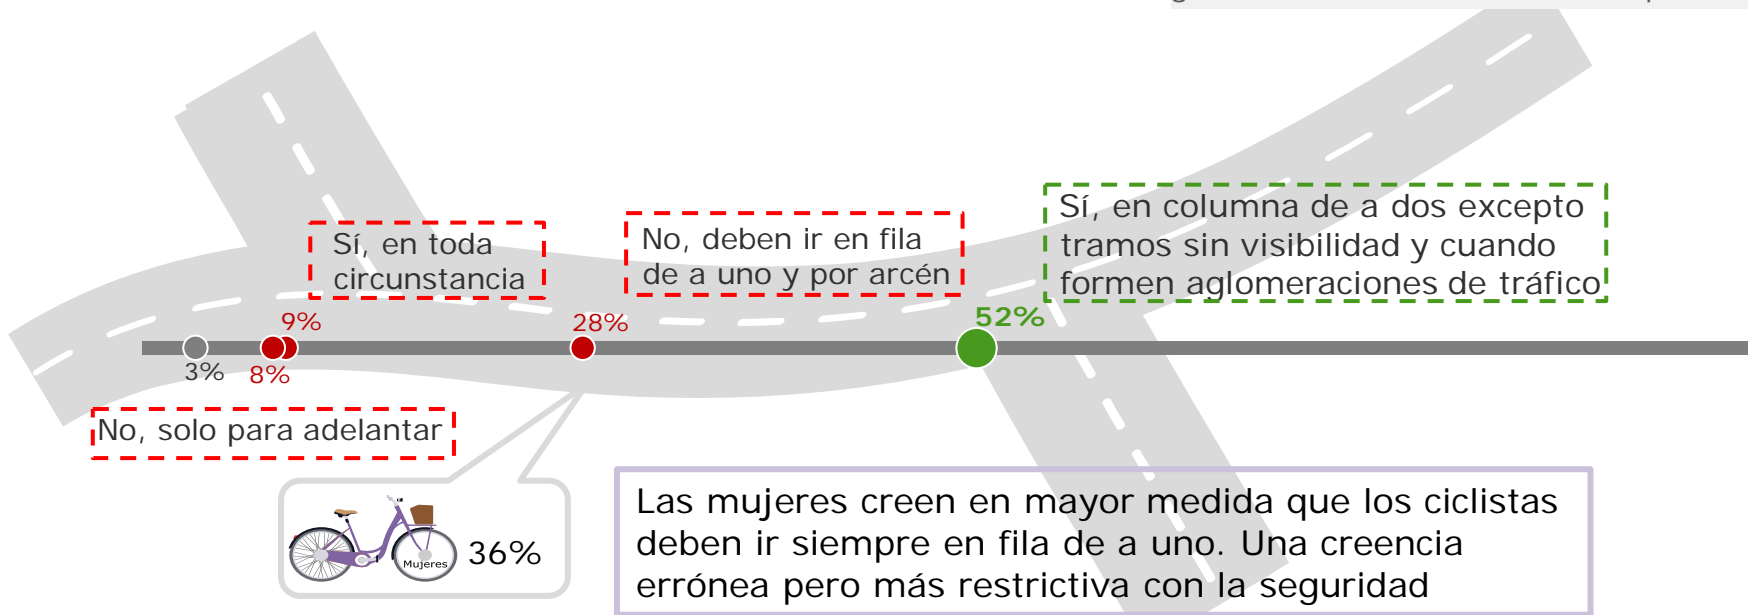 Sí, en toda
circunstancia
No, deben ir en fila
de a uno y por arcén
Sí, en columna de a dos excepto
tramos sin visibilidad y cuando
formen aglomeraciones de tráfico
9%
28%
52%
3%
8%
No, solo para adelantar
Mujeres
36%
Las mujeres creen en mayor medida que los ciclistas
deben ir siempre en fila de a uno. Una creencia
errónea pero más restrictiva con la seguridad